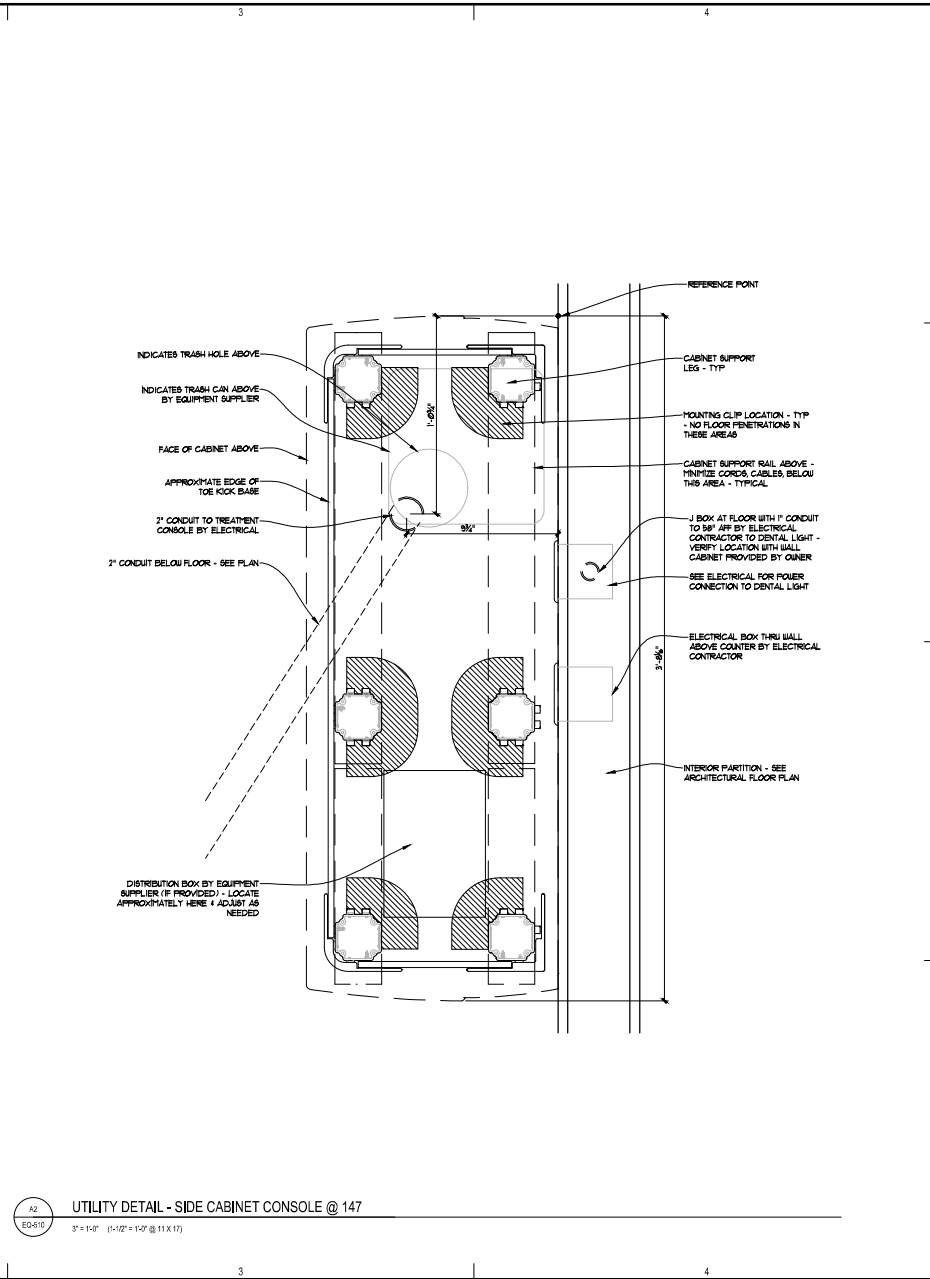 3
4
REFERENCE POINT
INDICATES TRASH HOLE ABOVE
INDICATES TRASH CAN ABOVE
BY EQUIPMENT SUPPLIER
FACE OF CABINET ABOVE
APPROXIMATE EDGE OF
TOE KICK BASE
2" CONDUIT TO TREATMENT
CONSOLE BY ELECTRICAL
2" CONDUIT BELOW FLOOR - SEE PLAN
9¾"
CABINET SUPPORT
LEG - TYP
MOUNTING CLIP LOCATION - TYP
- NO FLOOR PENETRATIONS IN
THESE AREAS
CABINET SUPPORT RAIL ABOVE -
MINIMIZE CORDS, CABLES, BELOW
THIS AREA - TYPICAL
J BOX AT FLOOR WITH 1" CONDUIT
TO 58" AFF BY ELECTRICAL
CONTRACTOR TO DENTAL LIGHT -
VERIFY LOCATION WITH WALL
CABINET PROVIDED BY OWNER
SEE ELECTRICAL FOR POWER
CONNECTION TO DENTAL LIGHT
ELECTRICAL BOX THRU WALL
ABOVE COUNTER BY ELECTRICAL
CONTRACTOR
INTERIOR PARTITION - SEE
ARCHITECTURAL FLOOR PLAN
DISTRIBUTION BOX BY EQUIPMENT
SUPPLIER (IF PROVIDED) - LOCATE
APPROXIMATELY HERE & ADJUST AS
NEEDED
A2
EQ-510
UTILITY DETAIL - SIDE CABINET CONSOLE @ 147
3" = 1'-0" (1-1/2" = 1'-0" @ 11 X 17)
3
4